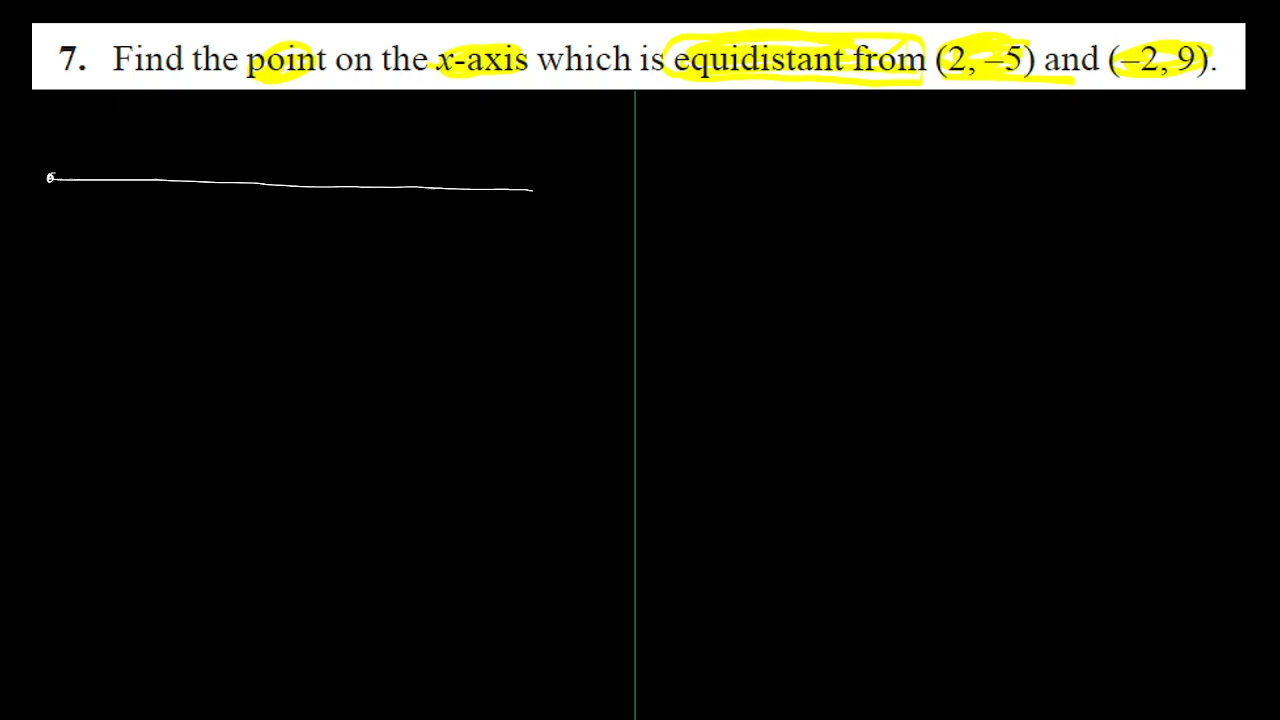 7. Find the point on the x-axis which is equidistant from (2, –5) and (–2, 9).